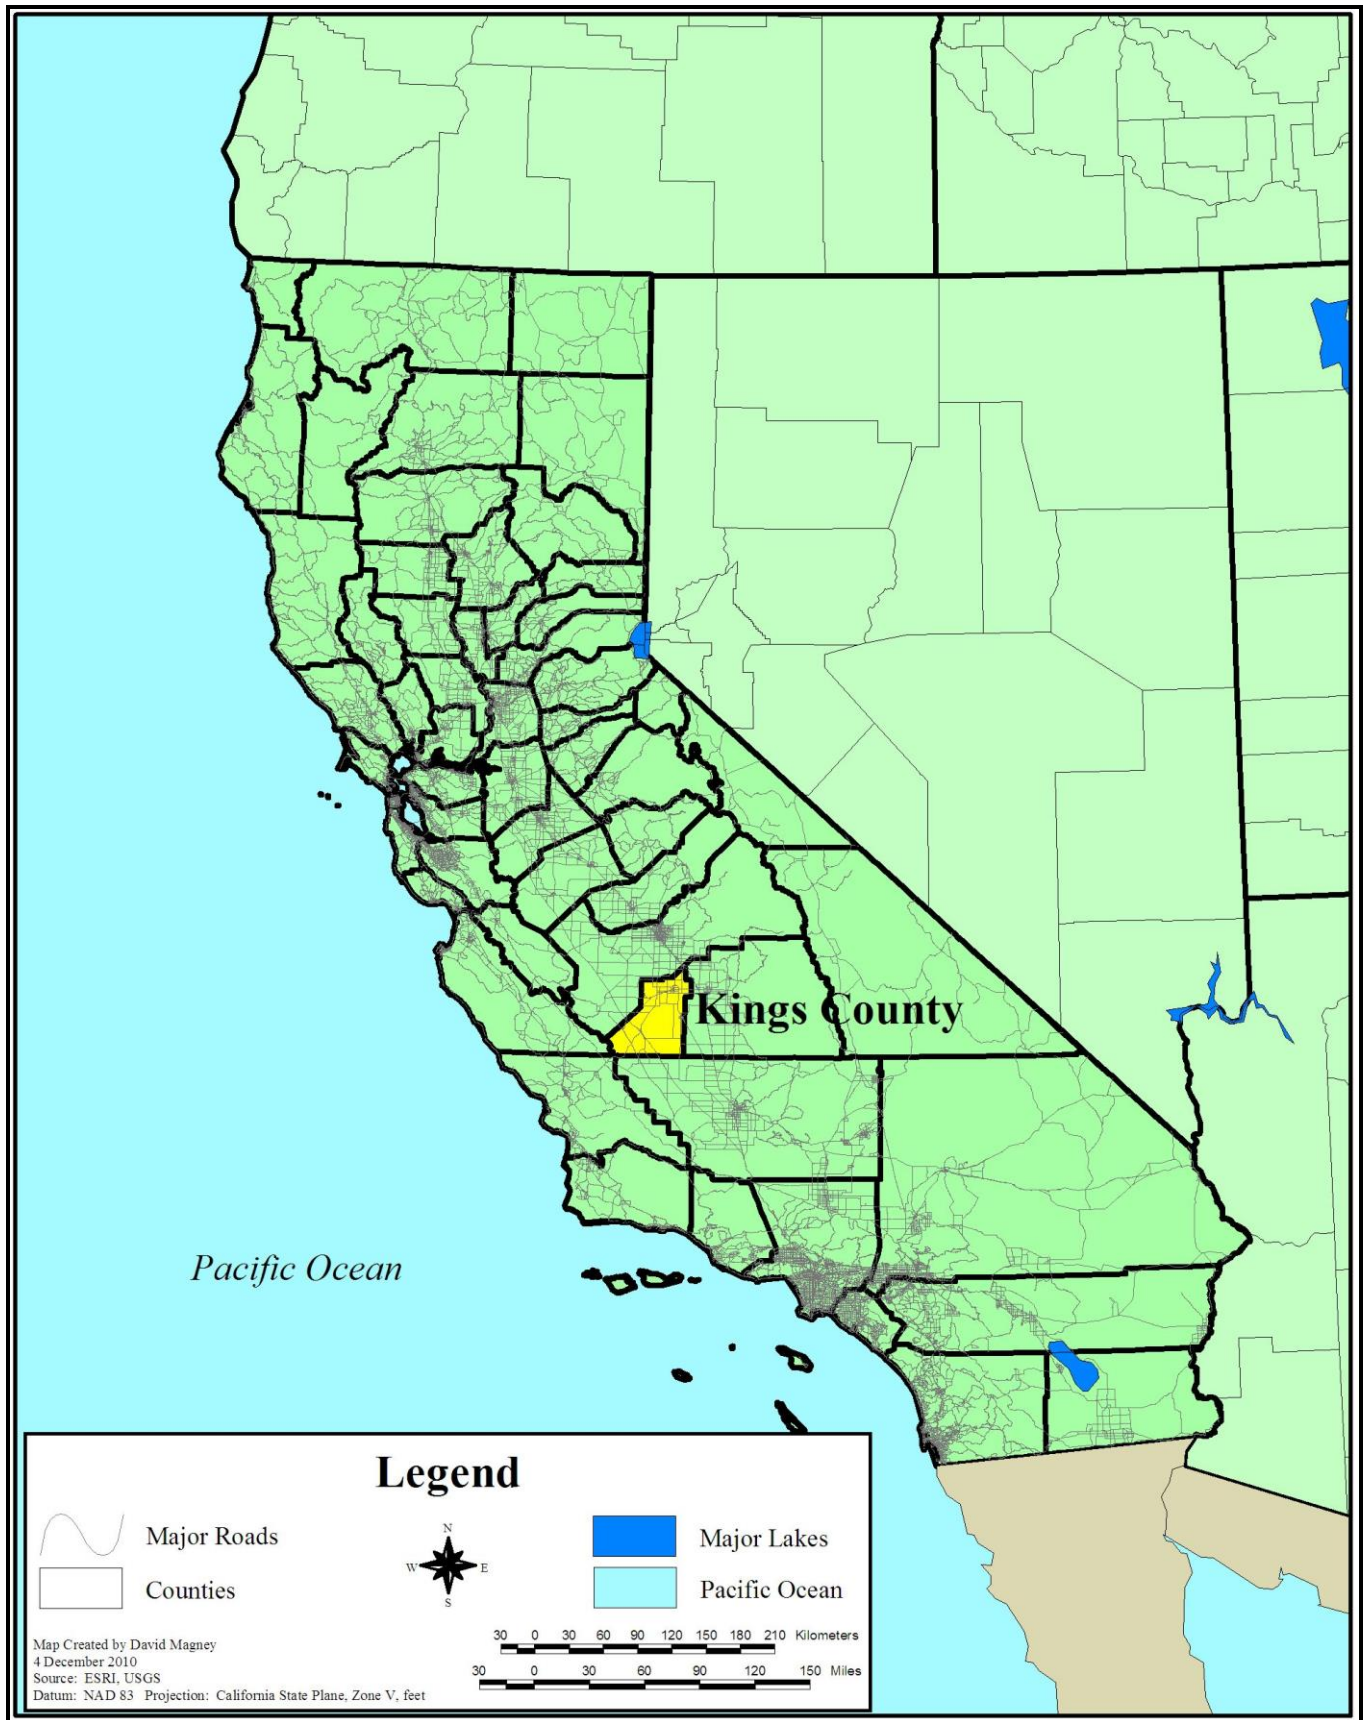 Kings County
Pacific Ocean
Legend
Major Roads
Counties
N
W E
S
Major Lakes
Pacific Ocean
Map Created by David Magney
4 December 2010
Source: ESRI, USGS
Datum: NAD 83 Projection: California State Plane, Zone V, feet
30 0 30 60 90 120 150 180 210 Kilometers
30 0 30 60 90 120 150 Miles